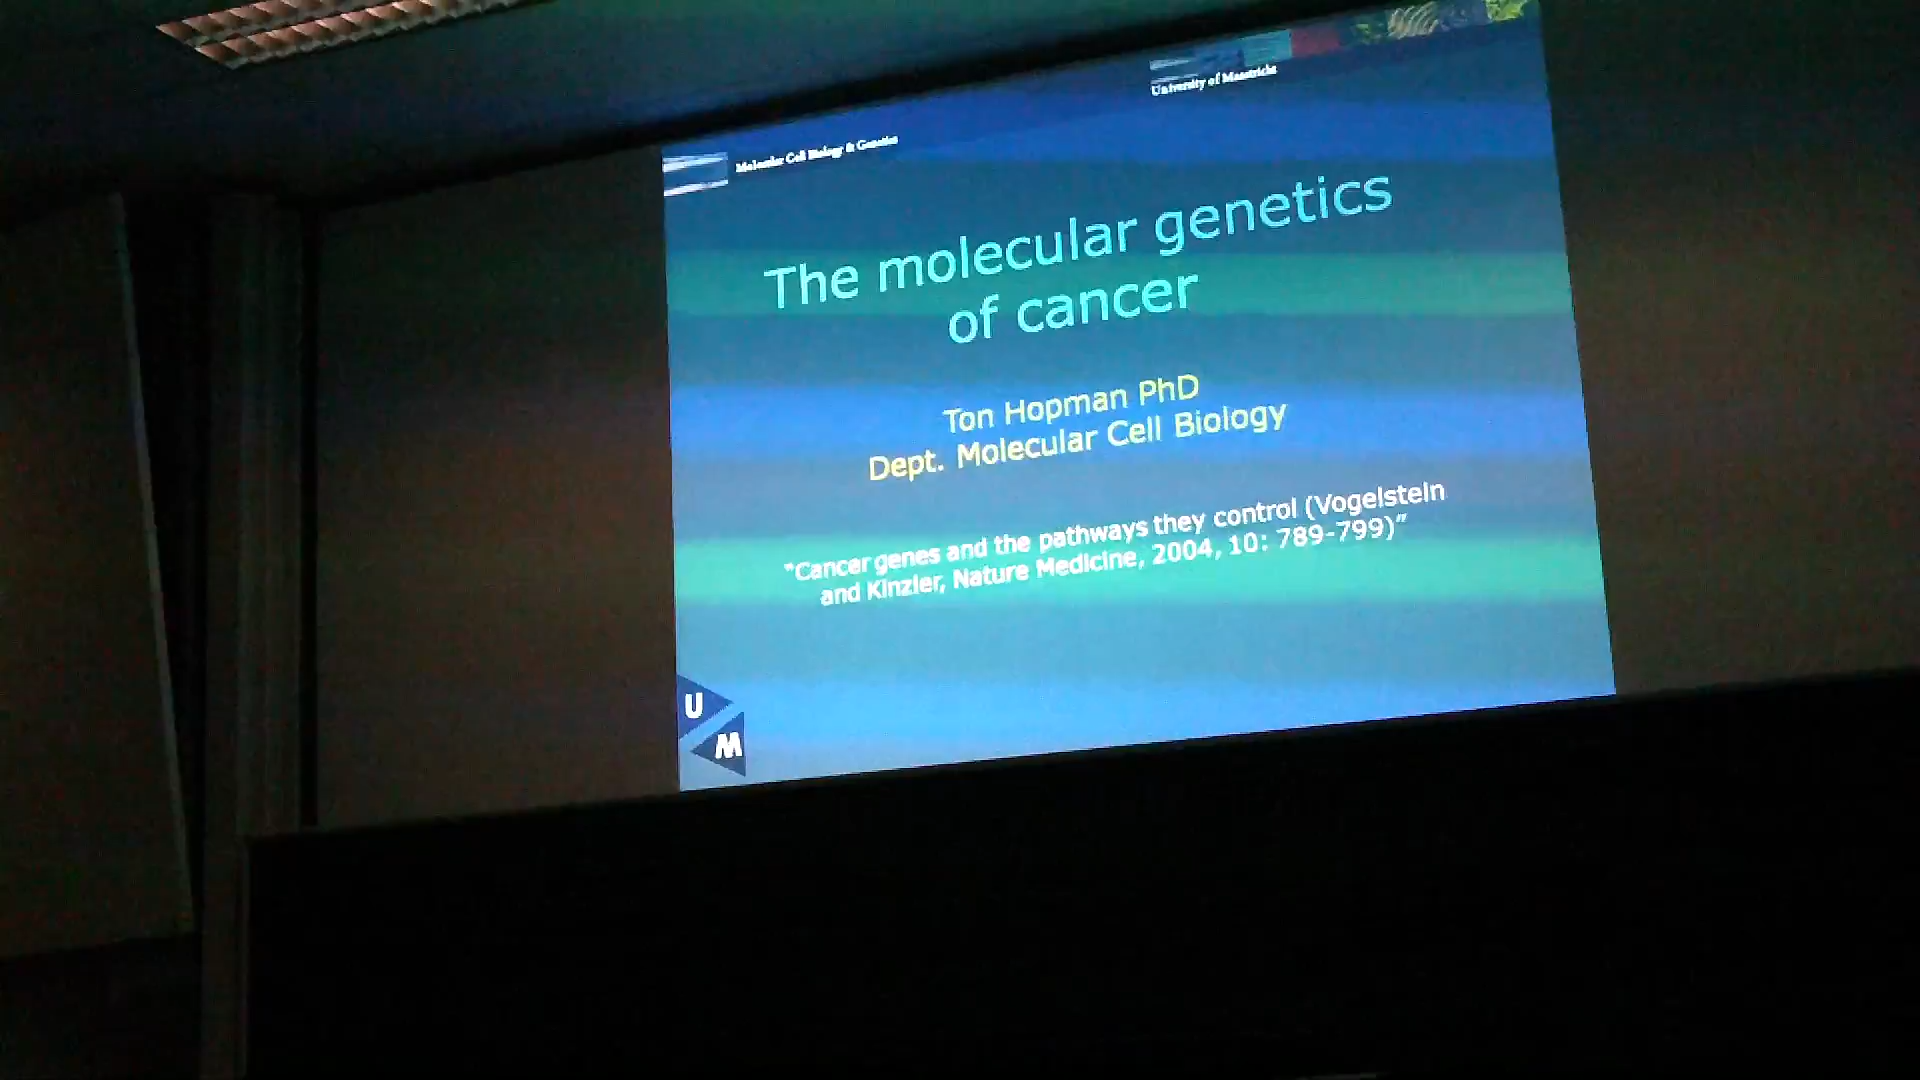 University of Maastricht
Molecular Cell Biology & Genetics
The molecular genetics
of cancer
Ton Hopman PhD
Dept. Molecular Cell Biology
"Cancer genes and the pathways they control (Vogelstein
and Kinzler, Nature Medicine, 2004, 10: 789-799)"
U
M